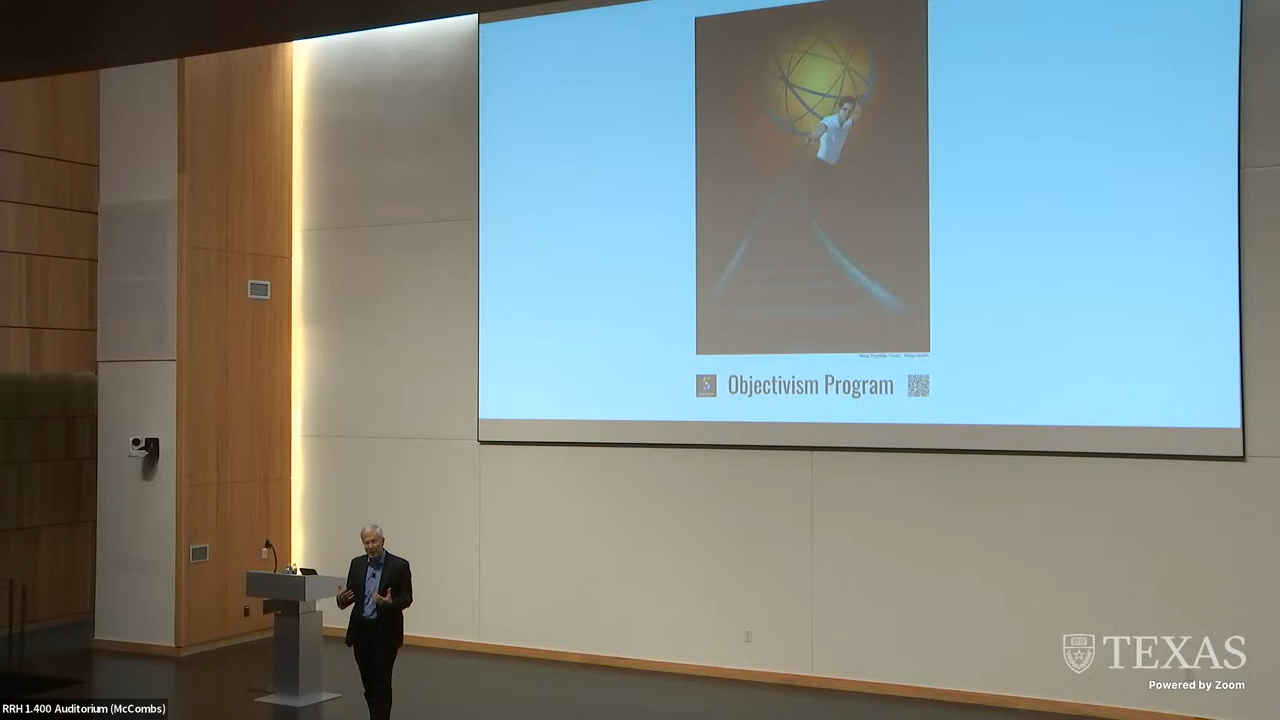 Objectivism Program
TEXAS
Powered by Zoom
RRH 1.400 Auditorium (McCombs)